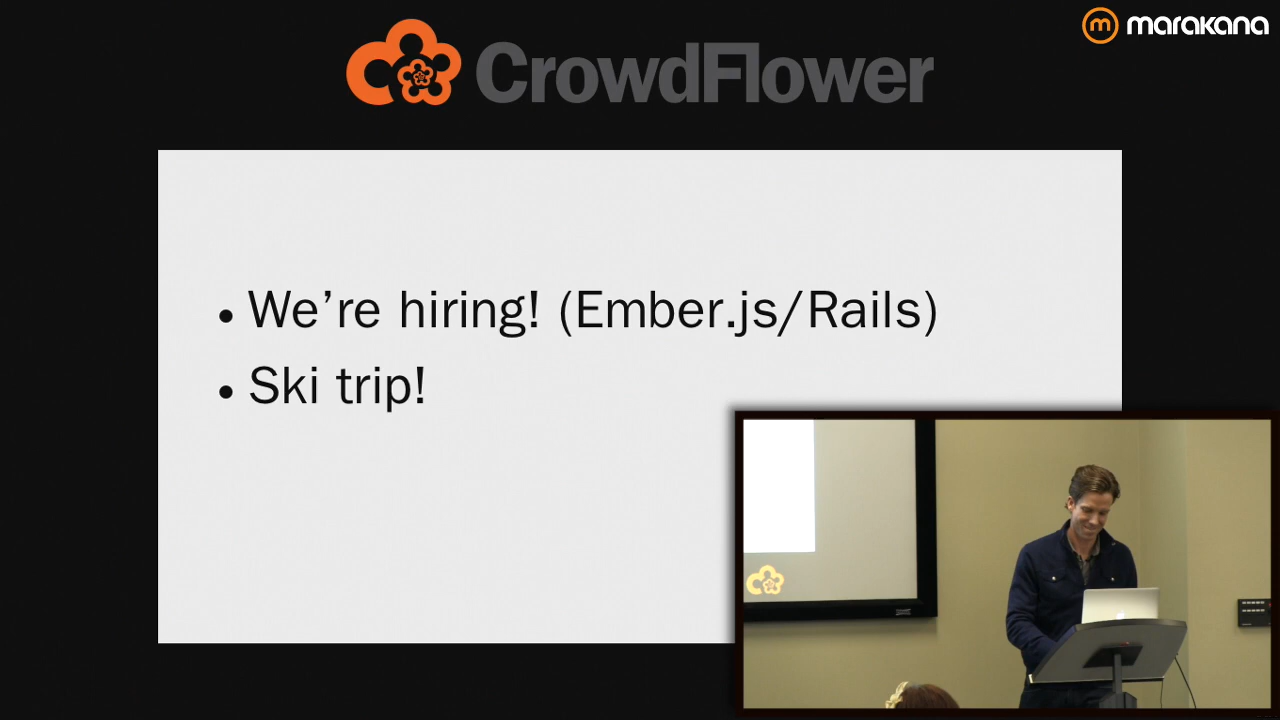 marakana
CrowdFlower
• We’re hiring! (Ember.js/Rails)
• Ski trip!